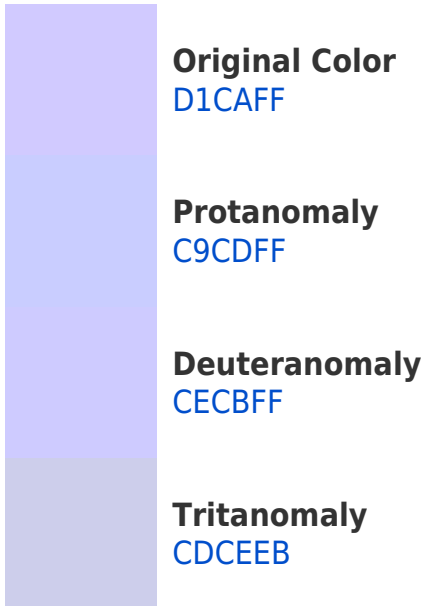 Original Color
D1CAFF
Protanomaly
C9CDFF
Deuteranomaly
CECBFF
Tritanomaly
CDCEEB